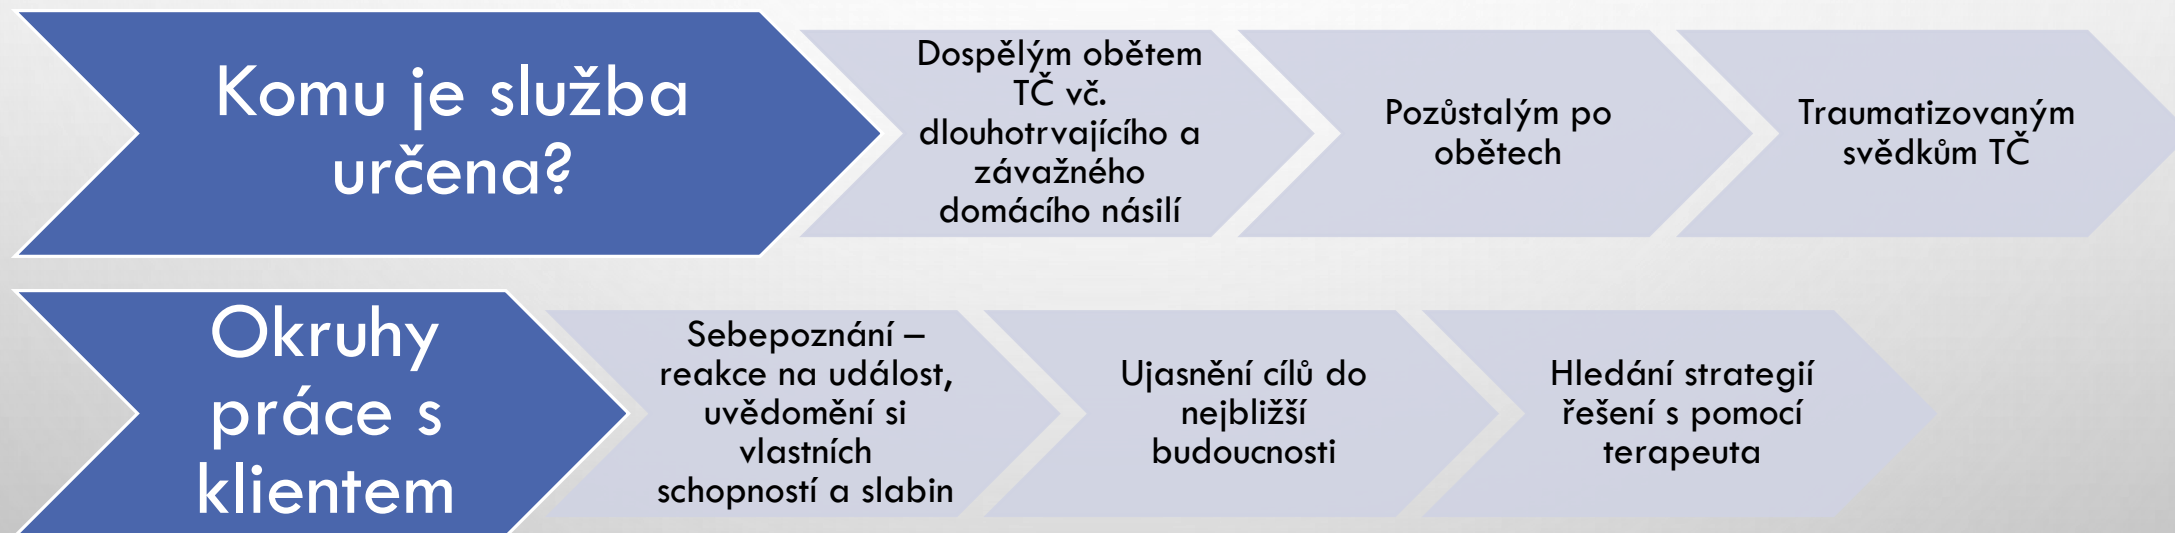 Komu je služba
určena?
Dospělým obětem
TČ vč.
dlouhotrvajícího a
závažného
domácího násilí
Pozůstalým po
obětech
Traumatizovaným
svědkům TČ
Okruhy
práce s
klientem
Sebepoznání –
reakce na událost,
uvědomění si
vlastních
schopností a slabin
Ujasnění cílů do
nejbližší
budoucnosti
Hledání strategií
řešení s pomocí
terapeuta